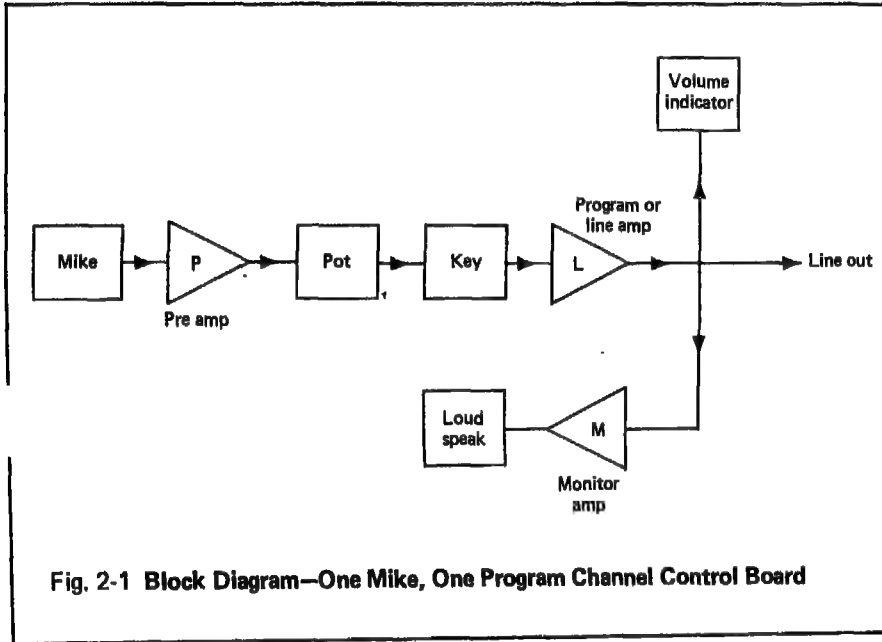 Volume
indicator
Program or
line amp
Mike
P
Pot
Key
L
Line out
Pre amp
Loud
speak
M
Monitor
amp
Fig. 2-1 Block Diagram—One Mike, One Program Channel Control Board